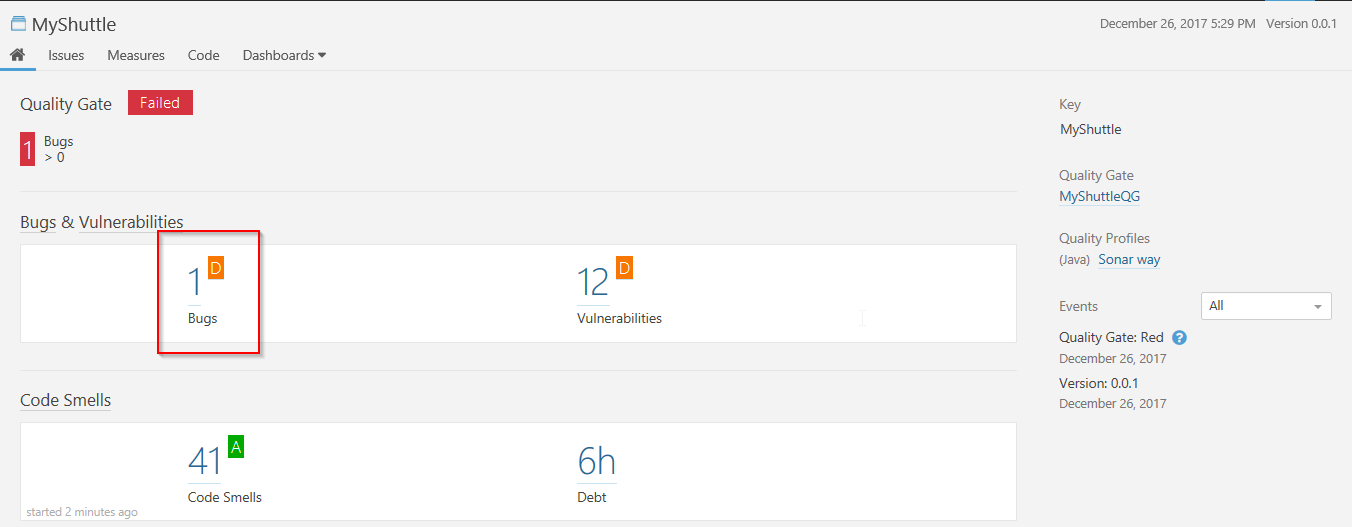 MyShuttle
December 26, 2017 5:29 PM Version 0.0.1
Issues Measures Code Dashboards
Quality Gate Failed
1 Bugs
> 0
Bugs & Vulnerabilities
1 D
Bugs
12 D
Vulnerabilities
Code Smells
41 A
Code Smells
6h
Debt
started 2 minutes ago
Key
MyShuttle
Quality Gate
MyShuttleQG
Quality Profiles
(Java) Sonar way
Events All
Quality Gate: Red ?
December 26, 2017
Version: 0.0.1
December 26, 2017